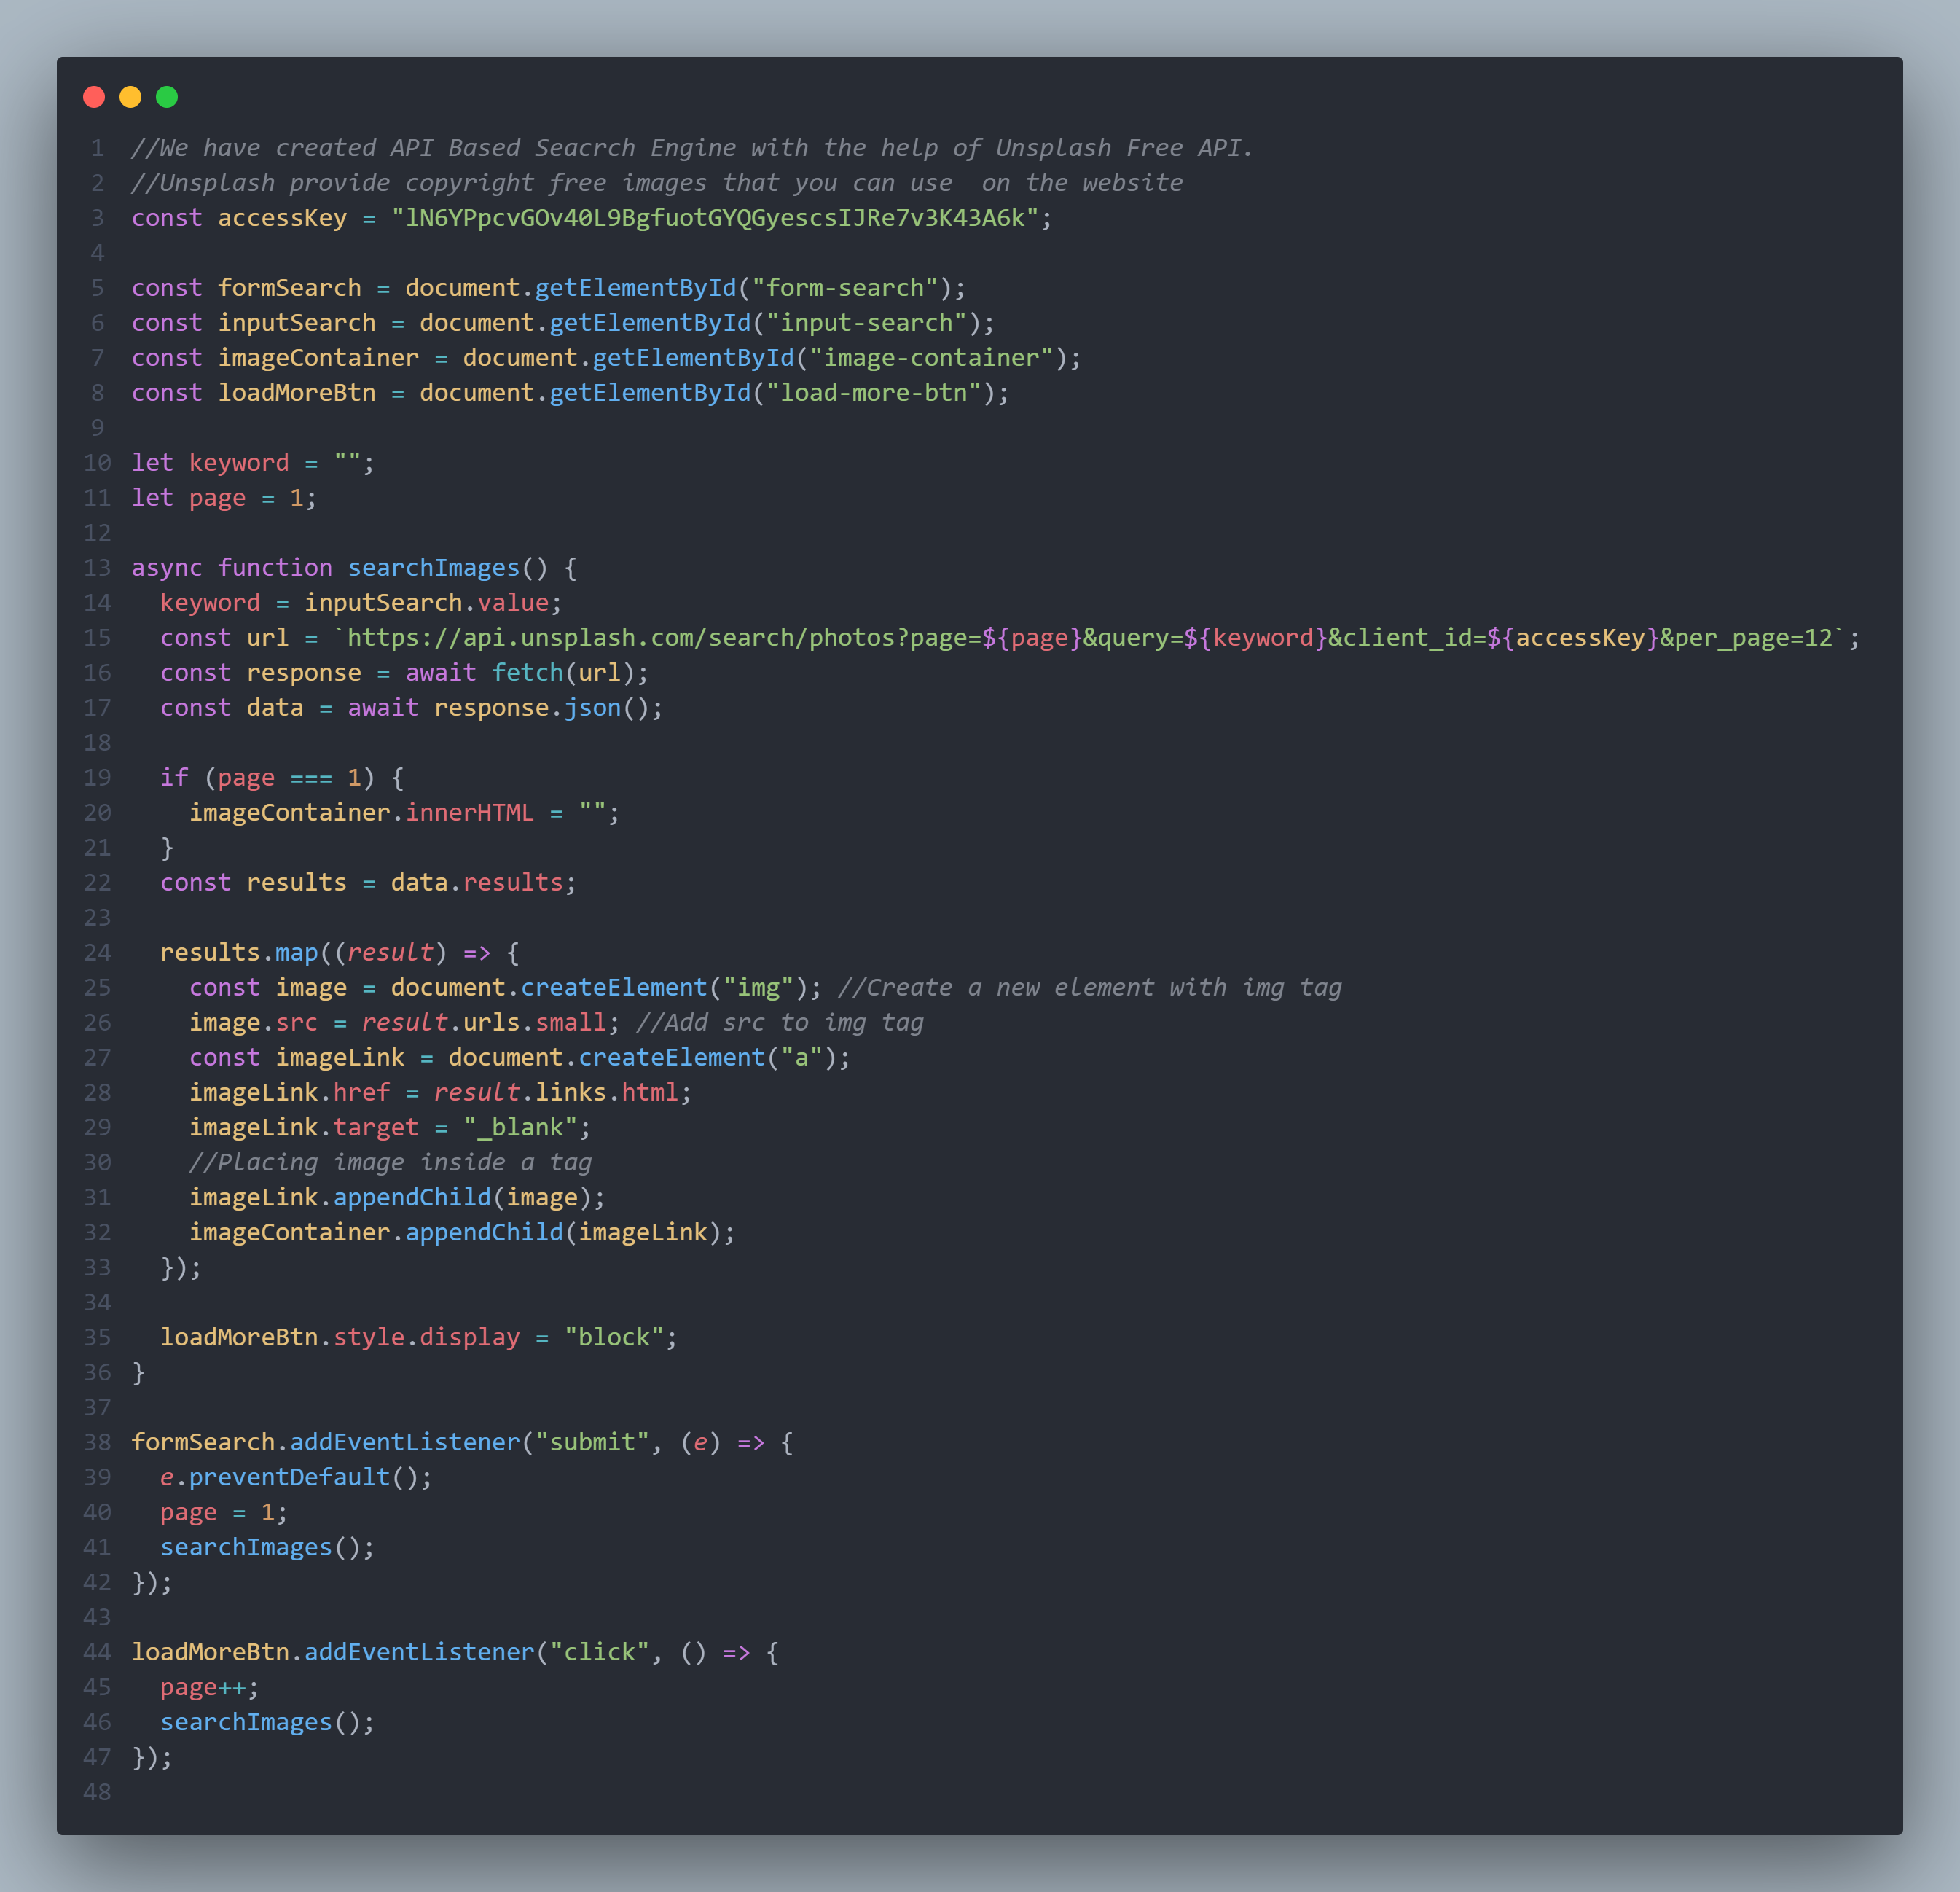 1 //We have created API Based Seacrch Engine with the help of Unsplash Free API.
2 //Unsplash provide copyright free images that you can use  on the website
3 const accessKey = "lN6YPpcvGOv40L9BgfuotGYQGyescsIJRe7v3K43A6k";
4
5 const formSearch = document.getElementById("form-search");
6 const inputSearch = document.getElementById("input-search");
7 const imageContainer = document.getElementById("image-container");
8 const loadMoreBtn = document.getElementById("load-more-btn");
9
10 let keyword = "";
11 let page = 1;
12
13 async function searchImages() {
14   keyword = inputSearch.value;
15   const url = `https://api.unsplash.com/search/photos?page=${page}&query=${keyword}&client_id=${accessKey}&per_page=12`;
16   const response = await fetch(url);
17   const data = await response.json();
18
19   if (page === 1) {
20     imageContainer.innerHTML = "";
21   }
22   const results = data.results;
23
24   results.map((result) => {
25     const image = document.createElement("img"); //Create a new element with img tag
26     image.src = result.urls.small; //Add src to img tag
27     const imageLink = document.createElement("a");
28     imageLink.href = result.links.html;
29     imageLink.target = "_blank";
30     //Placing image inside a tag
31     imageLink.appendChild(image);
32     imageContainer.appendChild(imageLink);
33   });
34
35   loadMoreBtn.style.display = "block";
36 }
37
38 formSearch.addEventListener("submit", (e) => {
39   e.preventDefault();
40   page = 1;
41   searchImages();
42 });
43
44 loadMoreBtn.addEventListener("click", () => {
45   page++;
46   searchImages();
47 });
48